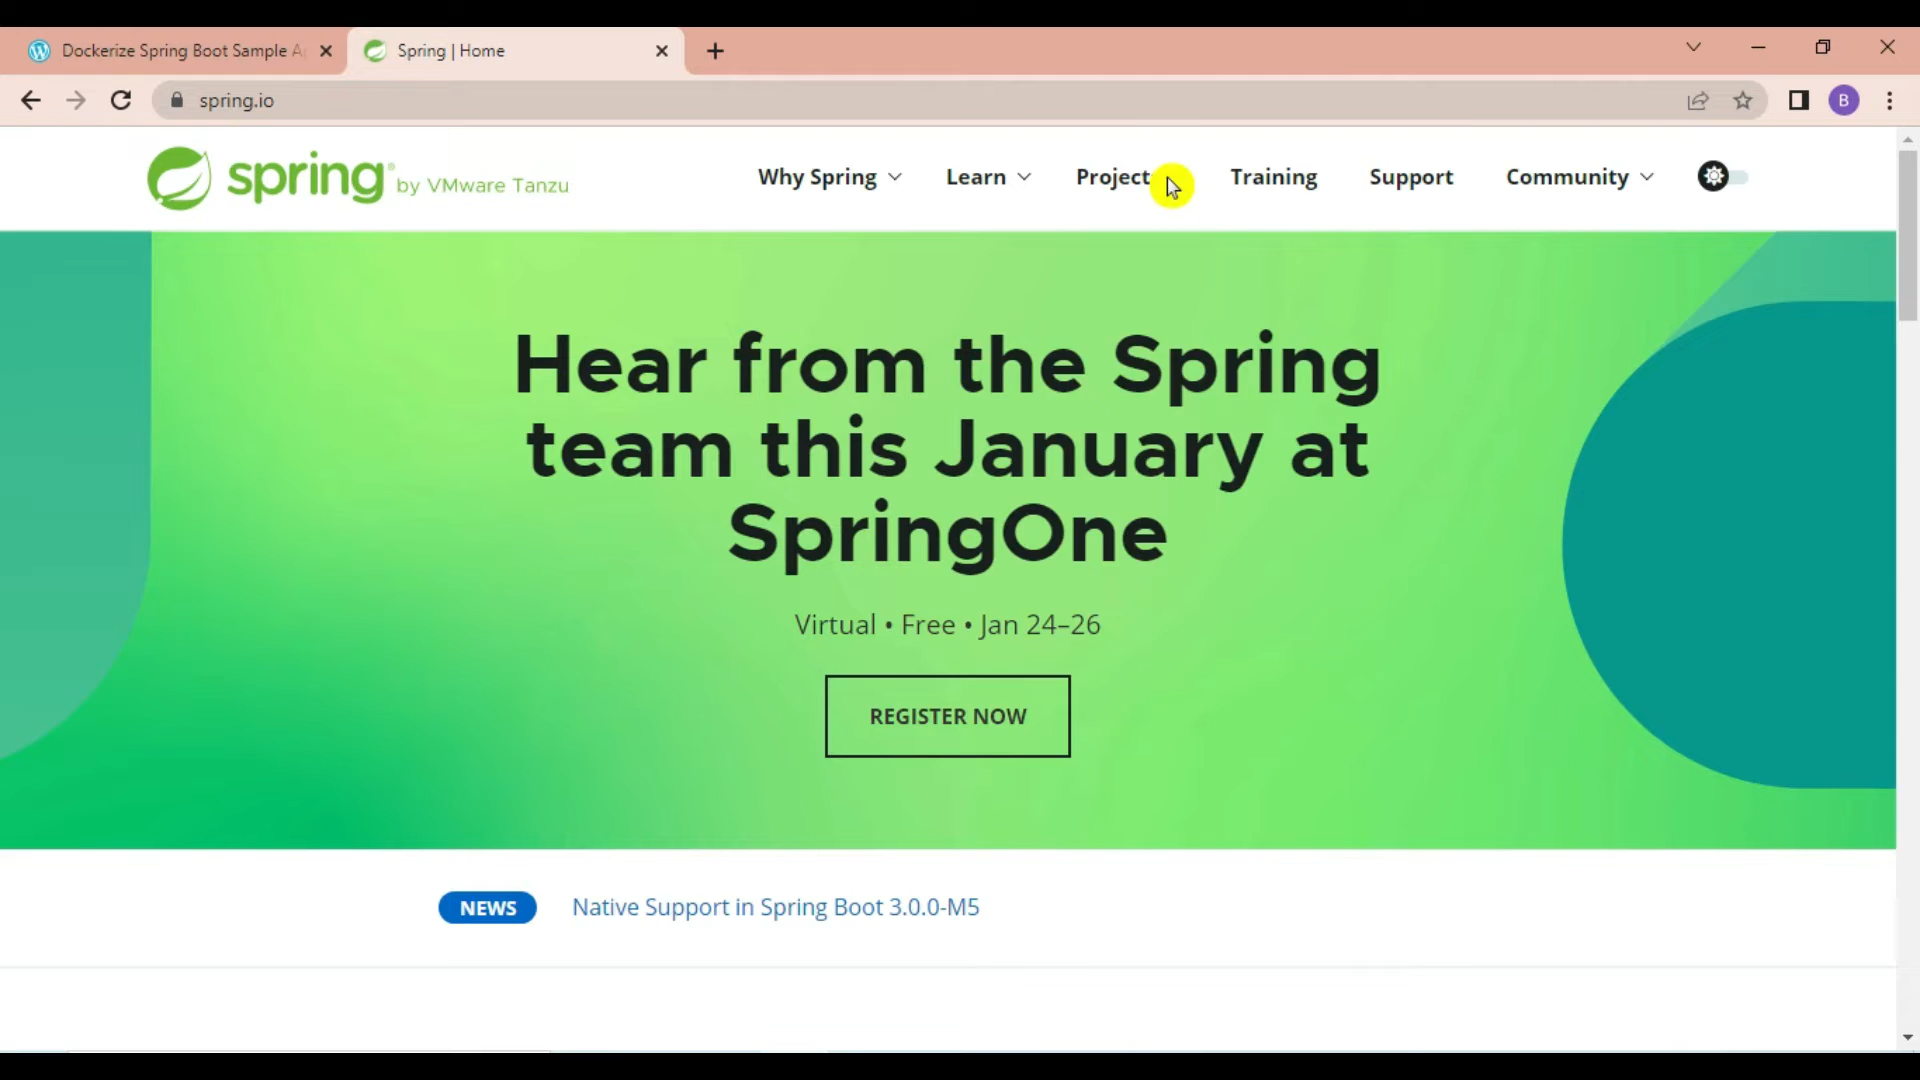 Dockerize Spring Boot Sample A
Spring | Home
spring.io
B
spring® by VMware Tanzu
Why Spring
Learn
Project
Training
Support
Community
Hear from the Spring
team this January at
SpringOne
Virtual • Free • Jan 24–26
REGISTER NOW
NEWS
Native Support in Spring Boot 3.0.0-M5